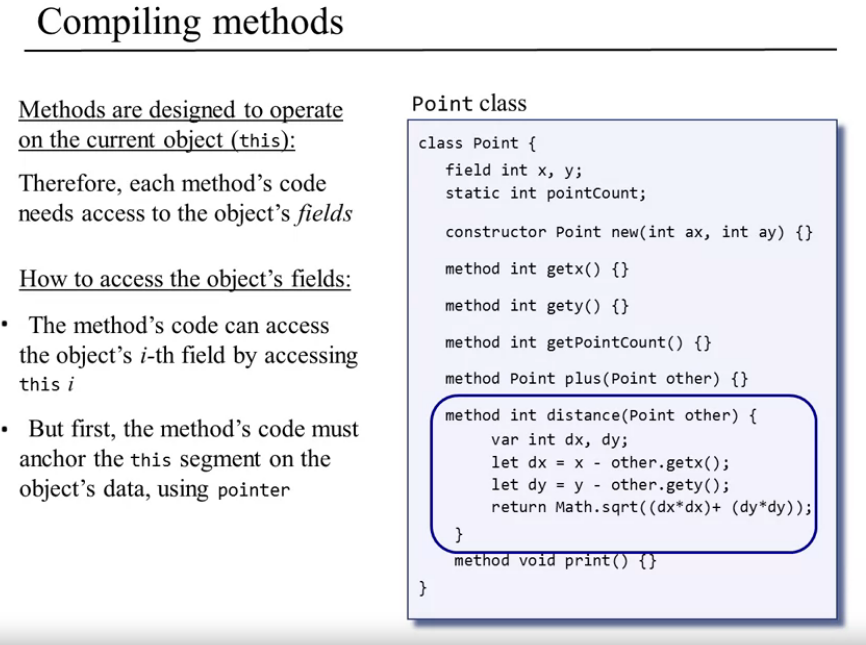 Compiling methods
Methods are designed to operate
on the current object (this):
Therefore, each method's code
needs access to the object's fields
How to access the object's fields:
• The method's code can access
the object's i-th field by accessing
this i
• But first, the method's code must
anchor the this segment on the
object's data, using pointer
Point class
class Point {
field int x, y;
static int pointCount;
constructor Point new(int ax, int ay) {}
method int getx() {}
method int gety() {}
method int getPointCount() {}
method Point plus(Point other) {}
method int distance(Point other) {
var int dx, dy;
let dx = x - other.getx();
let dy = y - other.gety();
return Math.sqrt((dx*dx)+ (dy*dy));
}
method void print() {}
}